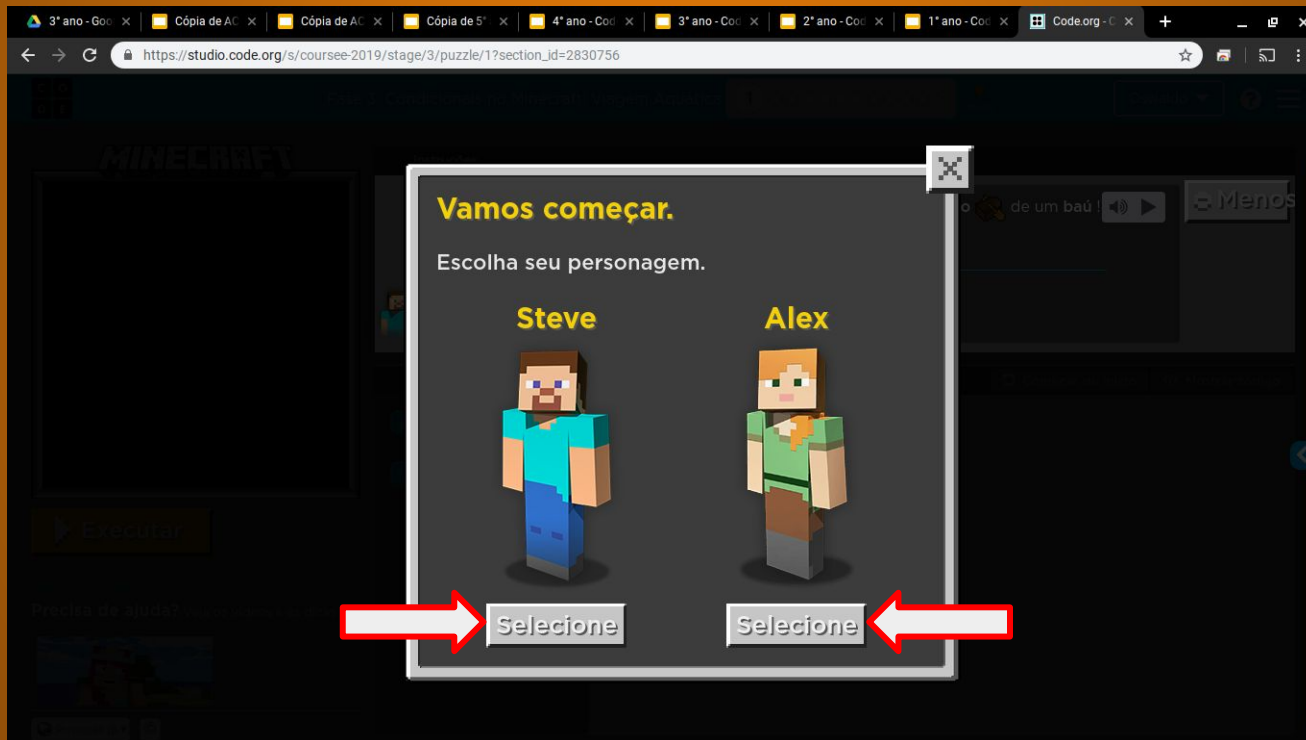 3° ano - Goo
Cópia de AC
Cópia de AC
Cópia de 5°
4° ano - Cod
3° ano - Cod
2° ano - Cod
1° ano - Cod
Code.org - C
https://studio.code.org/s/coursee-2019/stage/3/puzzle/1?section_id=2830756
MINECRAFT
Vamos começar.
o de um baú !
Menos
Escolha seu personagem.
Steve Alex
Executar
Precisa de ajuda?
Selecione Selecione